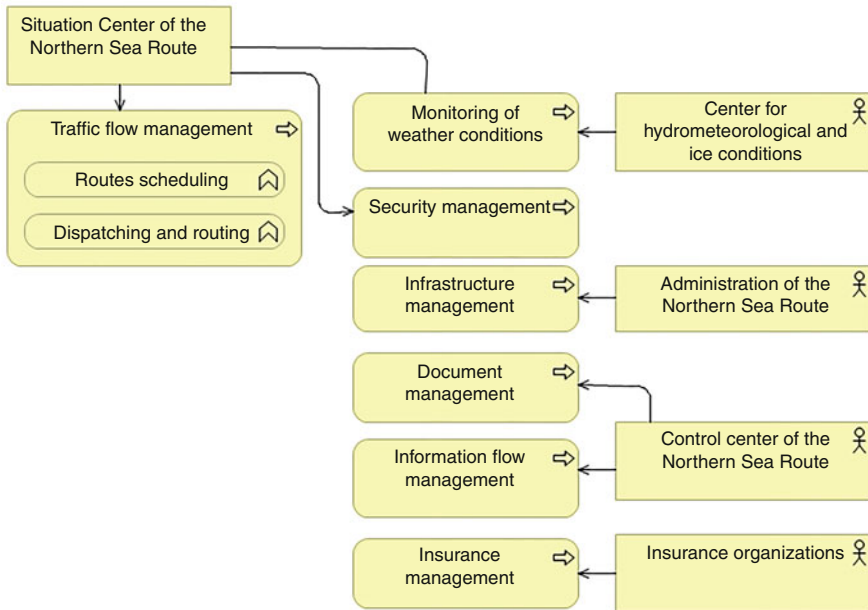 Situation Center of the
Northern Sea Route
Traffic flow management
Routes scheduling
Dispatching and routing
Monitoring of
weather conditions
Center for
hydrometeorological and
ice conditions
Security management
Infrastructure
management
Administration of the
Northern Sea Route
Document
management
Information flow
management
Control center of the
Northern Sea Route
Insurance
management
Insurance organizations